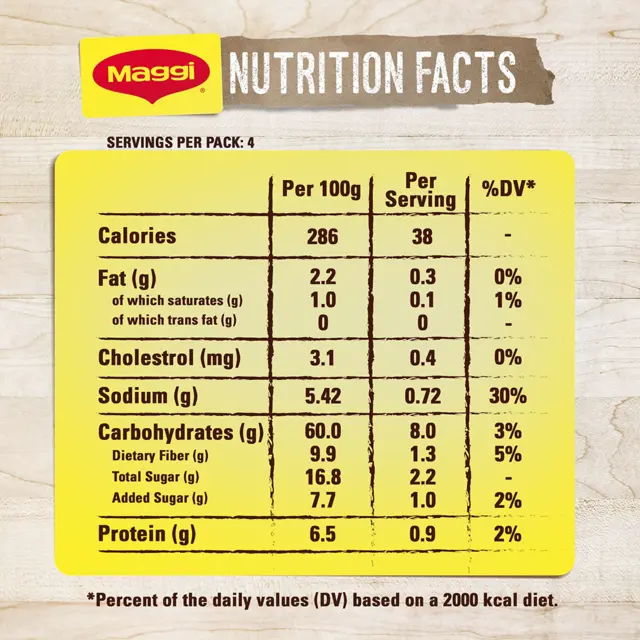 Maggi ®
NUTRITION FACTS
SERVINGS PER PACK: 4
Per 100g Per Serving %DV*
Calories 286 38 -
Fat (g) 2.2 0.3 0%
of which saturates (g) 1.0 0.1 1%
of which trans fat (g) 0 0 -
Cholestrol (mg) 3.1 0.4 0%
Sodium (g) 5.42 0.72 30%
Carbohydrates (g) 60.0 8.0 3%
Dietary Fiber (g) 9.9 1.3 5%
Total Sugar (g) 16.8 2.2 -
Added Sugar (g) 7.7 1.0 2%
Protein (g) 6.5 0.9 2%
*Percent of the daily values (DV) based on a 2000 kcal diet.